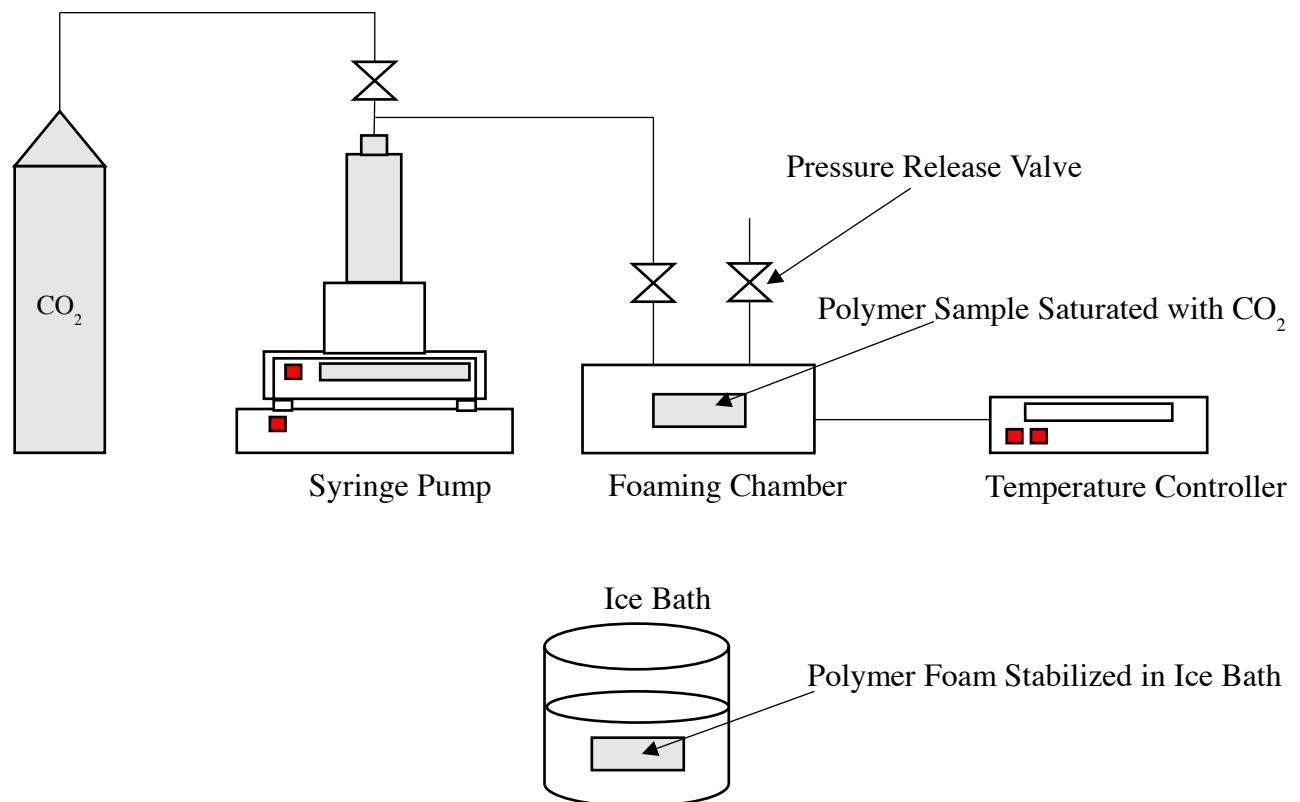 Pressure Release Valve
CO₂
Polymer Sample Saturated with CO₂
Syringe Pump
Foaming Chamber
Temperature Controller
Ice Bath
Polymer Foam Stabilized in Ice Bath